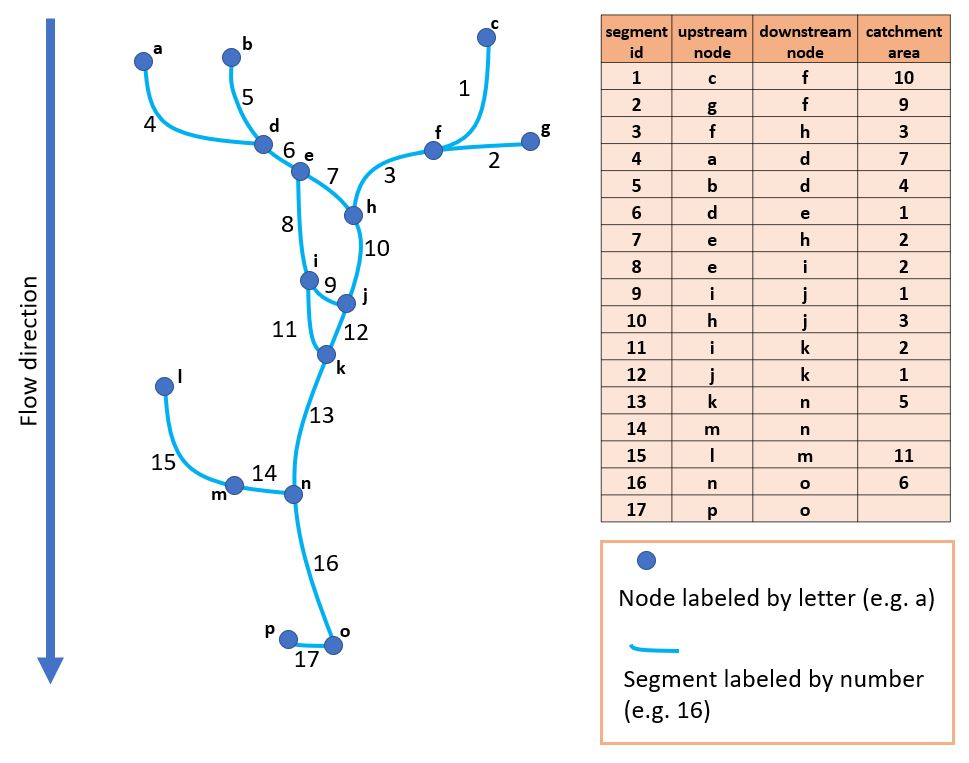 Flow direction
a
b
c
4
5
1
d
6
e
7
f
g
3
2
h
8
10
i
9
j
11
12
k
l
13
15
14
m
n
16
p
o
17
segment id upstream node downstream node catchment area
1 c f 10
2 g f 9
3 f h 3
4 a d 7
5 b d 4
6 d e 1
7 e h 2
8 e i 2
9 i j 1
10 h j 3
11 i k 2
12 j k 1
13 k n 5
14 m n
15 l m 11
16 n o 6
17 p o
Node labeled by letter (e.g. a)
Segment labeled by number
(e.g. 16)